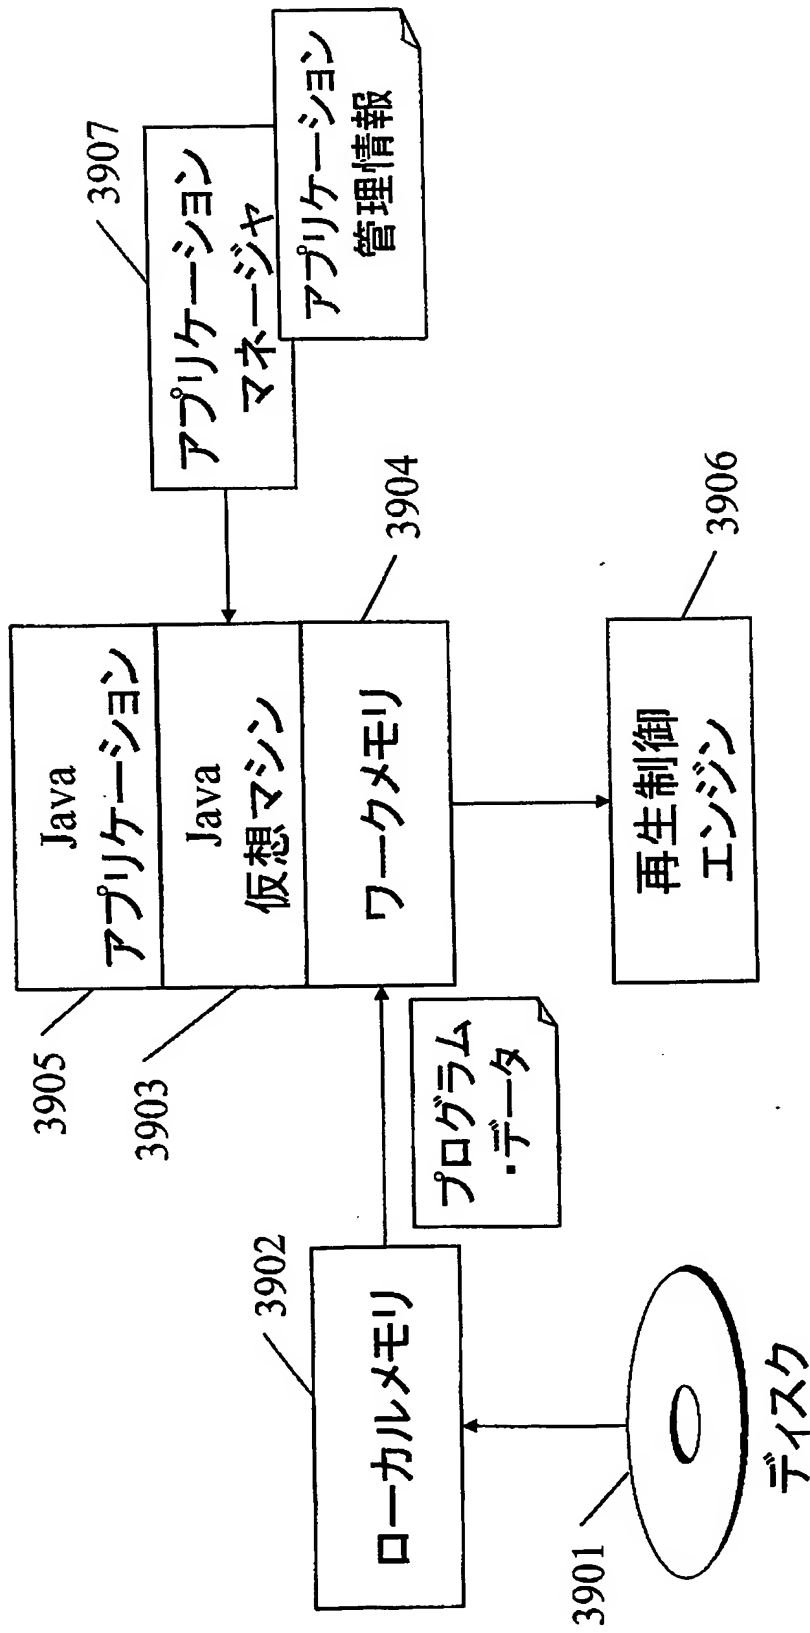 3905
Java
アプリケーション
3907
アプリケーション
マネージャ
3903
Java
仮想マシン
アプリケーション
管理情報
3902
ローカルメモリ
ワークメモリ
3904
プログラム
・データ
3901
ディスク
再生制御
エンジン
3906